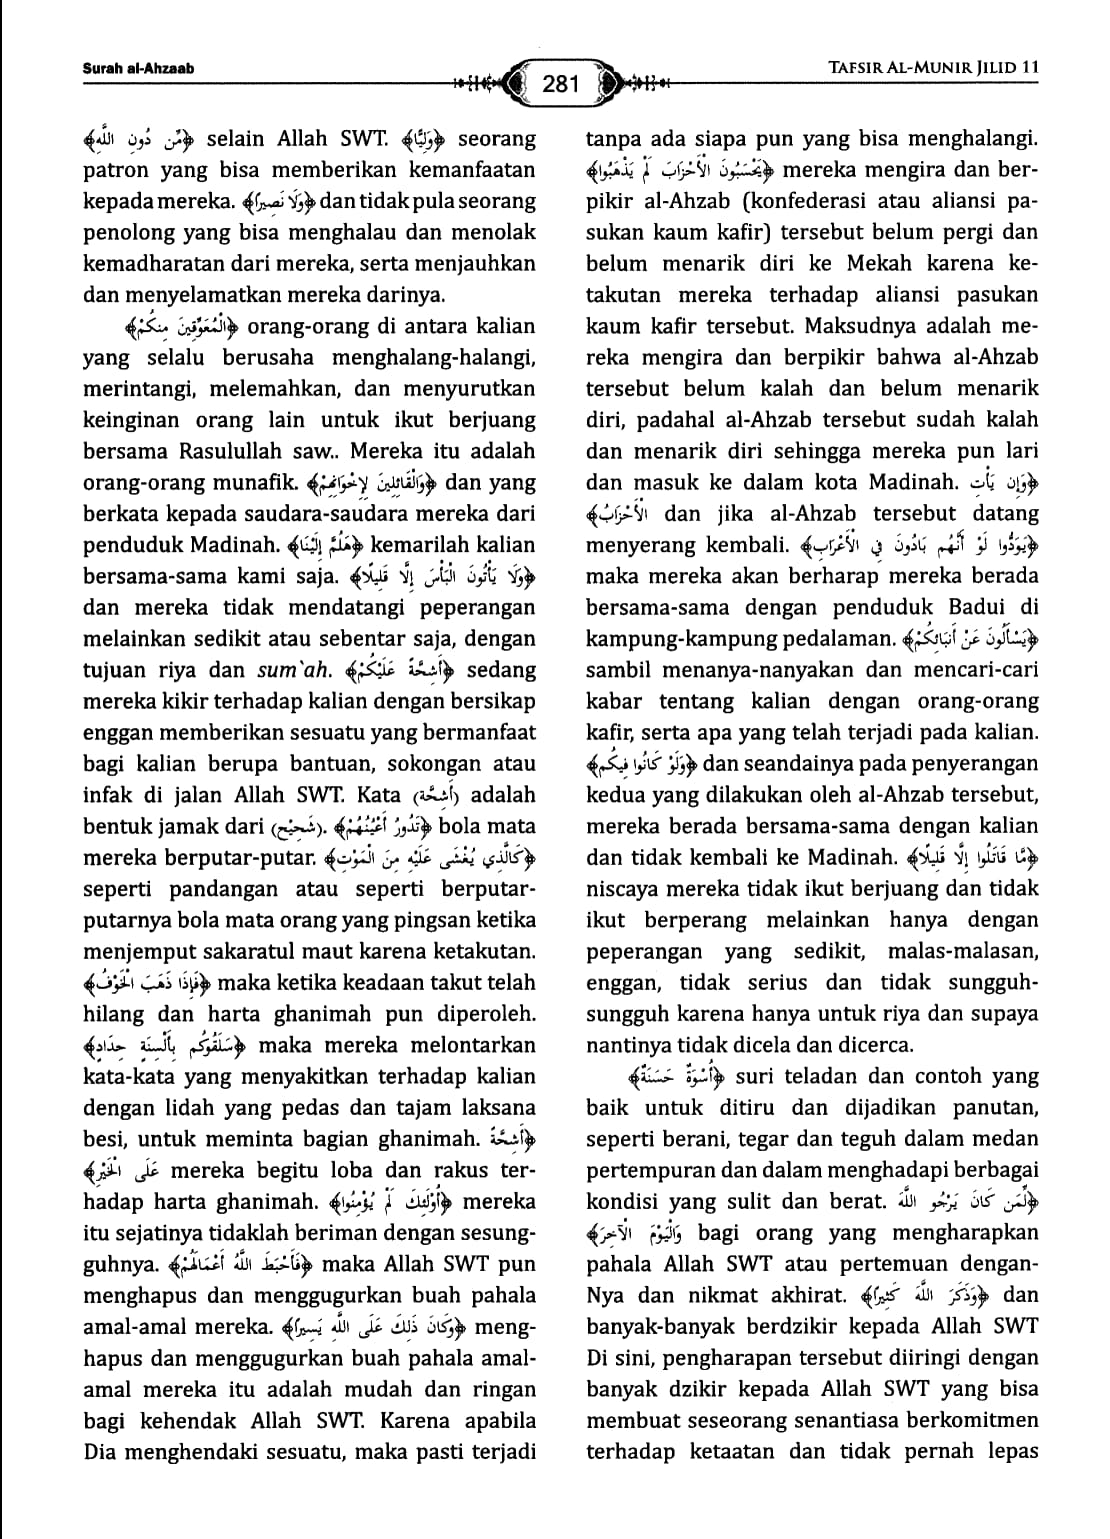 Surah al-Ahzaab
281
TAFSIR AL-MUNIR JILID 11
﴿مِّن دُونِ اللَّهِ﴾ selain Allah SWT. ﴿وَلِيًّا﴾ seorang
patron yang bisa memberikan kemanfaatan
kepada mereka. ﴿وَلَا نَصِيراً﴾ dan tidak pula seorang
penolong yang bisa menghalau dan menolak
kemadharatan dari mereka, serta menjauhkan
dan menyelamatkan mereka darinya.
﴿الْمُعَوِّقِينَ مِنكُمْ﴾ orang-orang di antara kalian
yang selalu berusaha menghalang-halangi,
merintangi, melemahkan, dan menyurutkan
keinginan orang lain untuk ikut berjuang
bersama Rasulullah saw.. Mereka itu adalah
orang-orang munafik. ﴿وَالْقَائِلِينَ لِإِخْوَانِهِمْ﴾ dan yang
berkata kepada saudara-saudara mereka dari
penduduk Madinah. ﴿هَلُمَّ إِلَيْنَا﴾ kemarilah kalian
bersama-sama kami saja. ﴿وَلَا يَأْتُونَ الْبَأْسَ إِلَّا قَلِيلًا﴾
dan mereka tidak mendatangi peperangan
melainkan sedikit atau sebentar saja, dengan
tujuan riya dan sum`ah. ﴿أَشِحَّةً عَلَيْكُمْ﴾ sedang
mereka kikir terhadap kalian dengan bersikap
enggan memberikan sesuatu yang bermanfaat
bagi kalian berupa bantuan, sokongan atau
infak di jalan Allah SWT. Kata (أَشِحَّة) adalah
bentuk jamak dari (شَحِيْح). ﴿تَدُورُ أَعْيُنُهُمْ﴾ bola mata
mereka berputar-putar. ﴿كَالَّذِي يُغْشَى عَلَيْهِ مِنَ الْمَوْتِ﴾
seperti pandangan atau seperti berputar-
putarnya bola mata orang yang pingsan ketika
menjemput sakaratul maut karena ketakutan.
﴿فَإِذَا ذَهَبَ الْخَوْفُ﴾ maka ketika keadaan takut telah
hilang dan harta ghanimah pun diperoleh.
﴿سَلَقُوكُم بِأَلْسِنَةٍ حِدَادٍ﴾ maka mereka melontarkan
kata-kata yang menyakitkan terhadap kalian
dengan lidah yang pedas dan tajam laksana
besi, untuk meminta bagian ghanimah. ﴿أَشِحَّةً
عَلَى الْخَيْرِ﴾ mereka begitu loba dan rakus ter-
hadap harta ghanimah. ﴿أُوْلَئِكَ لَمْ يُؤْمِنُوا﴾ mereka
itu sejatinya tidaklah beriman dengan sesung-
guhnya. ﴿فَأَحْبَطَ اللَّهُ أَعْمَالَهُمْ﴾ maka Allah SWT pun
menghapus dan menggugurkan buah pahala
amal-amal mereka. ﴿وَكَانَ ذَلِكَ عَلَى اللَّهِ يَسِيراً﴾ meng-
hapus dan menggugurkan buah pahala amal-
amal mereka itu adalah mudah dan ringan
bagi kehendak Allah SWT. Karena apabila
Dia menghendaki sesuatu, maka pasti terjadi
tanpa ada siapa pun yang bisa menghalangi.
﴿يَحْسَبُونَ الْأَحْزَابَ لَمْ يَذْهَبُوا﴾ mereka mengira dan ber-
pikir al-Ahzab (konfederasi atau aliansi pa-
sukan kaum kafir) tersebut belum pergi dan
belum menarik diri ke Mekah karena ke-
takutan mereka terhadap aliansi pasukan
kaum kafir tersebut. Maksudnya adalah me-
reka mengira dan berpikir bahwa al-Ahzab
tersebut belum kalah dan belum menarik
diri, padahal al-Ahzab tersebut sudah kalah
dan menarik diri sehingga mereka pun lari
dan masuk ke dalam kota Madinah. ﴿وَإِن يَأْتِ
الْأَحْزَابُ﴾ dan jika al-Ahzab tersebut datang
menyerang kembali. ﴿يَوَدُّوا لَوْ أَنَّهُم بَادُونَ فِي الْأَعْرَابِ﴾
maka mereka akan berharap mereka berada
bersama-sama dengan penduduk Badui di
kampung-kampung pedalaman. ﴿يَسْأَلُونَ عَنْ أَنبَائِكُمْ﴾
sambil menanya-nanyakan dan mencari-cari
kabar tentang kalian dengan orang-orang
kafir, serta apa yang telah terjadi pada kalian.
﴿وَلَوْ كَانُوا فِيكُم﴾ dan seandainya pada penyerangan
kedua yang dilakukan oleh al-Ahzab tersebut,
mereka berada bersama-sama dengan kalian
dan tidak kembali ke Madinah. ﴿مَّا قَاتَلُوا إِلَّا قَلِيلًا﴾
niscaya mereka tidak ikut berjuang dan tidak
ikut berperang melainkan hanya dengan
peperangan yang sedikit, malas-malasan,
enggan, tidak serius dan tidak sungguh-
sungguh karena hanya untuk riya dan supaya
nantinya tidak dicela dan dicerca.
﴿أُسْوَةٌ حَسَنَةٌ﴾ suri teladan dan contoh yang
baik untuk ditiru dan dijadikan panutan,
seperti berani, tegar dan teguh dalam medan
pertempuran dan dalam menghadapi berbagai
kondisi yang sulit dan berat. ﴿لِّمَن كَانَ يَرْجُو اللَّهَ
وَالْيَوْمَ الْآخِرَ﴾ bagi orang yang mengharapkan
pahala Allah SWT atau pertemuan dengan-
Nya dan nikmat akhirat. ﴿وَذَكَرَ اللَّهَ كَثِيراً﴾ dan
banyak-banyak berdzikir kepada Allah SWT
Di sini, pengharapan tersebut diiringi dengan
banyak dzikir kepada Allah SWT yang bisa
membuat seseorang senantiasa berkomitmen
terhadap ketaatan dan tidak pernah lepas